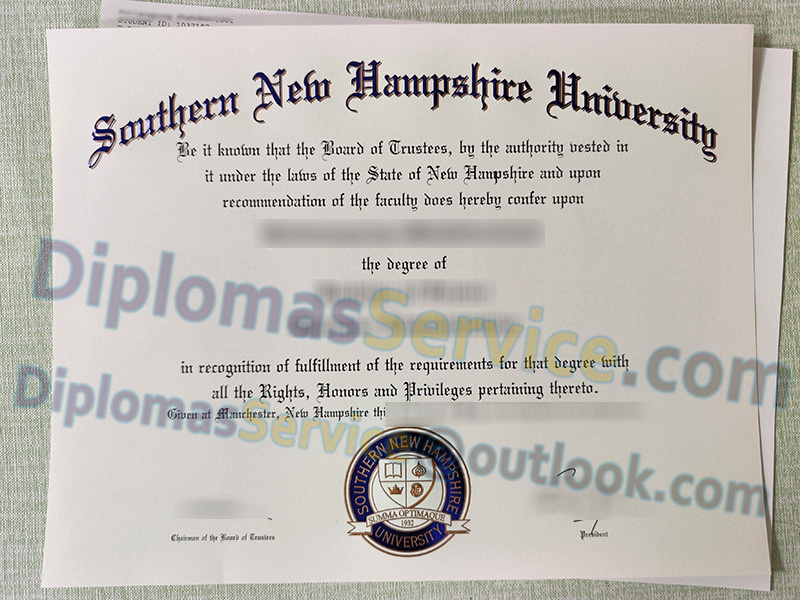 STUDENT ID:
Southern New Hampshire University
Be it known that the Board of Trustees, by the authority vested in
it under the laws of the State of New Hampshire and upon
recommendation of the faculty does hereby confer upon
the degree of
DiplomasService.com
in recognition of fulfillment of the requirements for that degree with
all the Rights, Honors and Privileges pertaining thereto.
Given at Manchester, New Hampshire thi
DiplomasService@outlook.com
SOUTHERN NEW HAMPSHIRE
SUMMA OPTIMAQUE
1932
UNIVERSITY
Chairman of the Board of Trustees
President